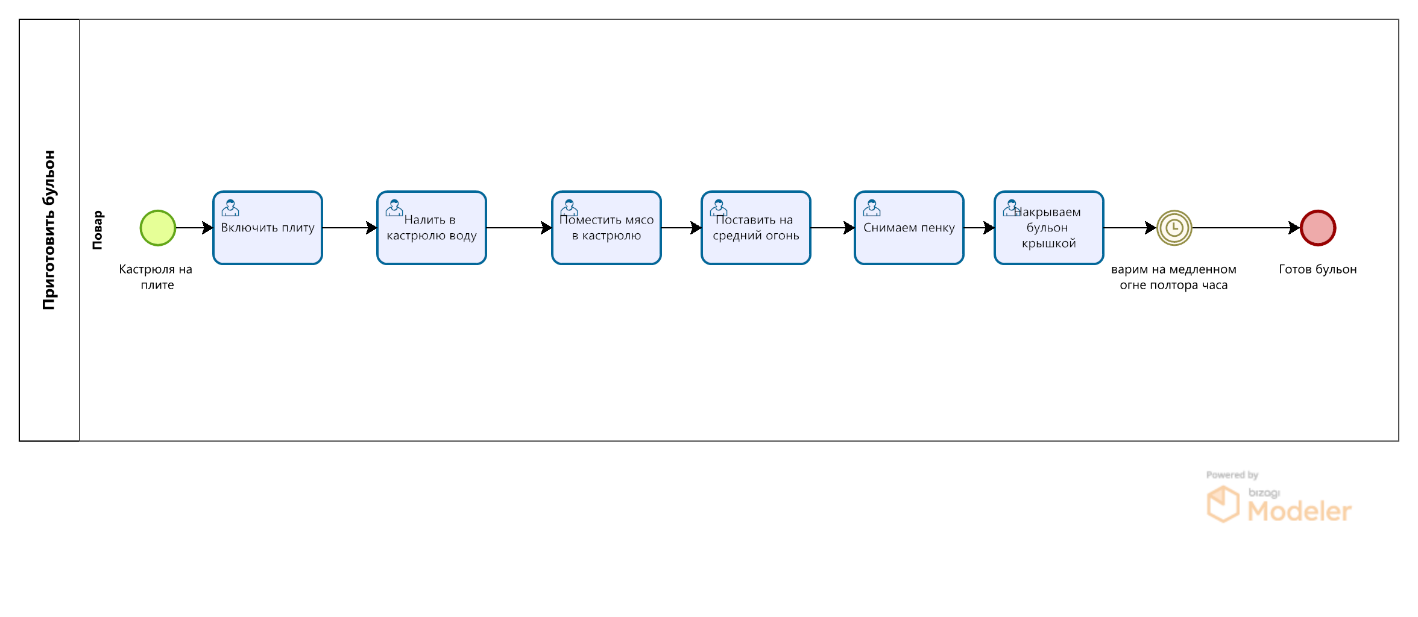 Приготовить бульон
Повар
Кастрюля на
плите
Включить плиту
Налить в
кастрюлю воду
Поместить мясо
в кастрюлю
Поставить на
средний огонь
Снимаем пенку
Накрываем
бульон
крышкой
варим на медленном
огне полтора часа
Готов бульон
Powered by
bizagi
Modeler